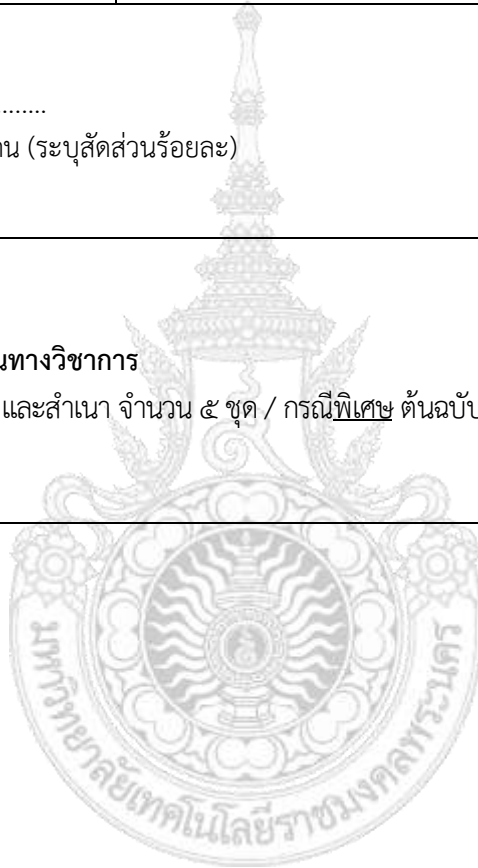 ........
าน (ระบุสัดส่วนร้อยละ)
นทางวิชาการ
และสำเนา จำนวน ๕ ชุด / กรณีพิเศษ ต้นฉบับ
มหาวิทยาลัยเทคโนโลยีราชมงคลพระนคร